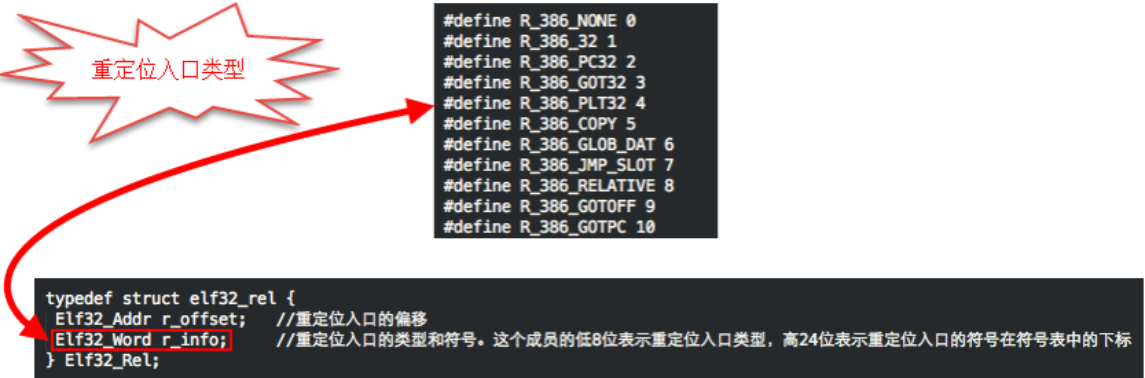 重定位入口类型
#define R_386_NONE 0
#define R_386_32 1
#define R_386_PC32 2
#define R_386_GOT32 3
#define R_386_PLT32 4
#define R_386_COPY 5
#define R_386_GLOB_DAT 6
#define R_386_JMP_SLOT 7
#define R_386_RELATIVE 8
#define R_386_GOTOFF 9
#define R_386_GOTPC 10
typedef struct elf32_rel {
Elf32_Addr r_offset; //重定位入口的偏移
Elf32_Word r_info; //重定位入口的类型和符号。这个成员的低8位表示重定位入口类型，高24位表示重定位入口的符号在符号表中的下标
} Elf32_Rel;